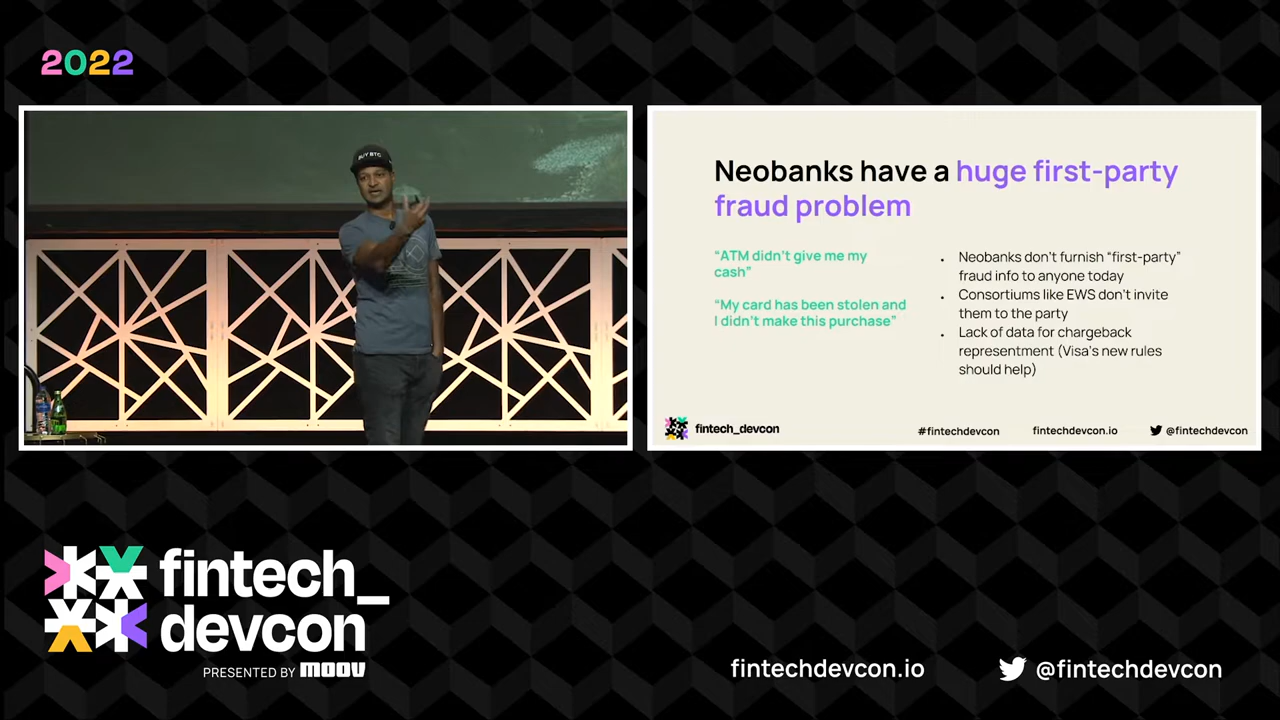 2022
BUY BTC
Neobanks have a huge first-party
fraud problem
“ATM didn’t give me my
cash”
“My card has been stolen and
I didn’t make this purchase”
• Neobanks don’t furnish “first-party”
fraud info to anyone today
• Consortiums like EWS don’t invite
them to the party
• Lack of data for chargeback
representment (Visa’s new rules
should help)
fintech_devcon
#fintechdevcon
fintechdevcon.io
@fintechdevcon
fintech_
devcon
PRESENTED BY MOOV
fintechdevcon.io
@fintechdevcon